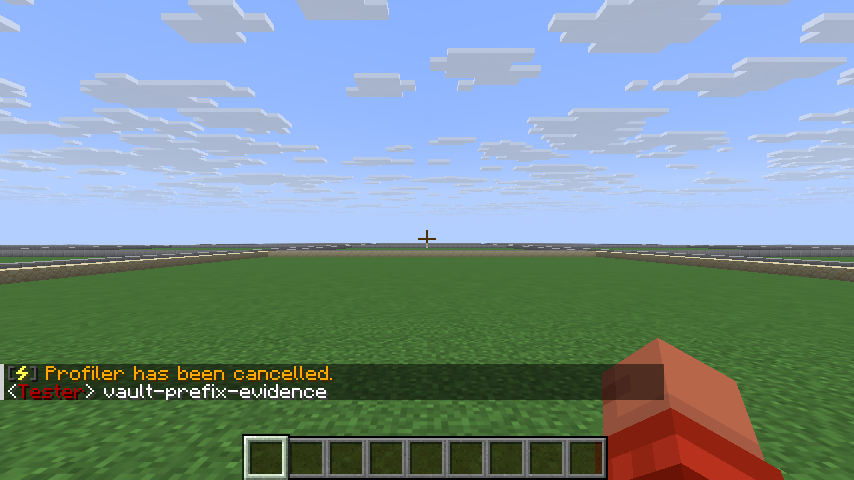 [⚡] Profiler has been cancelled.
<Tester> vault-prefix-evidence